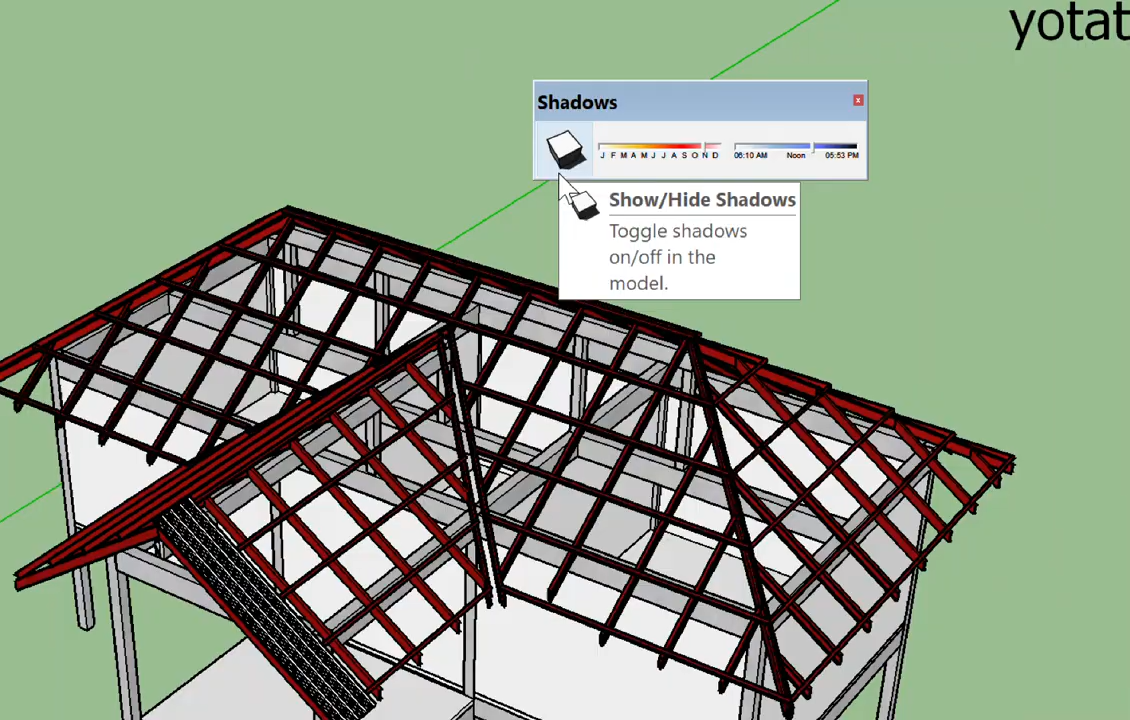 yotat
Shadows
J F M A M J J A S O N D
06:10 AM Noon 05:53 PM
Show/Hide Shadows
Toggle shadows
on/off in the
model.